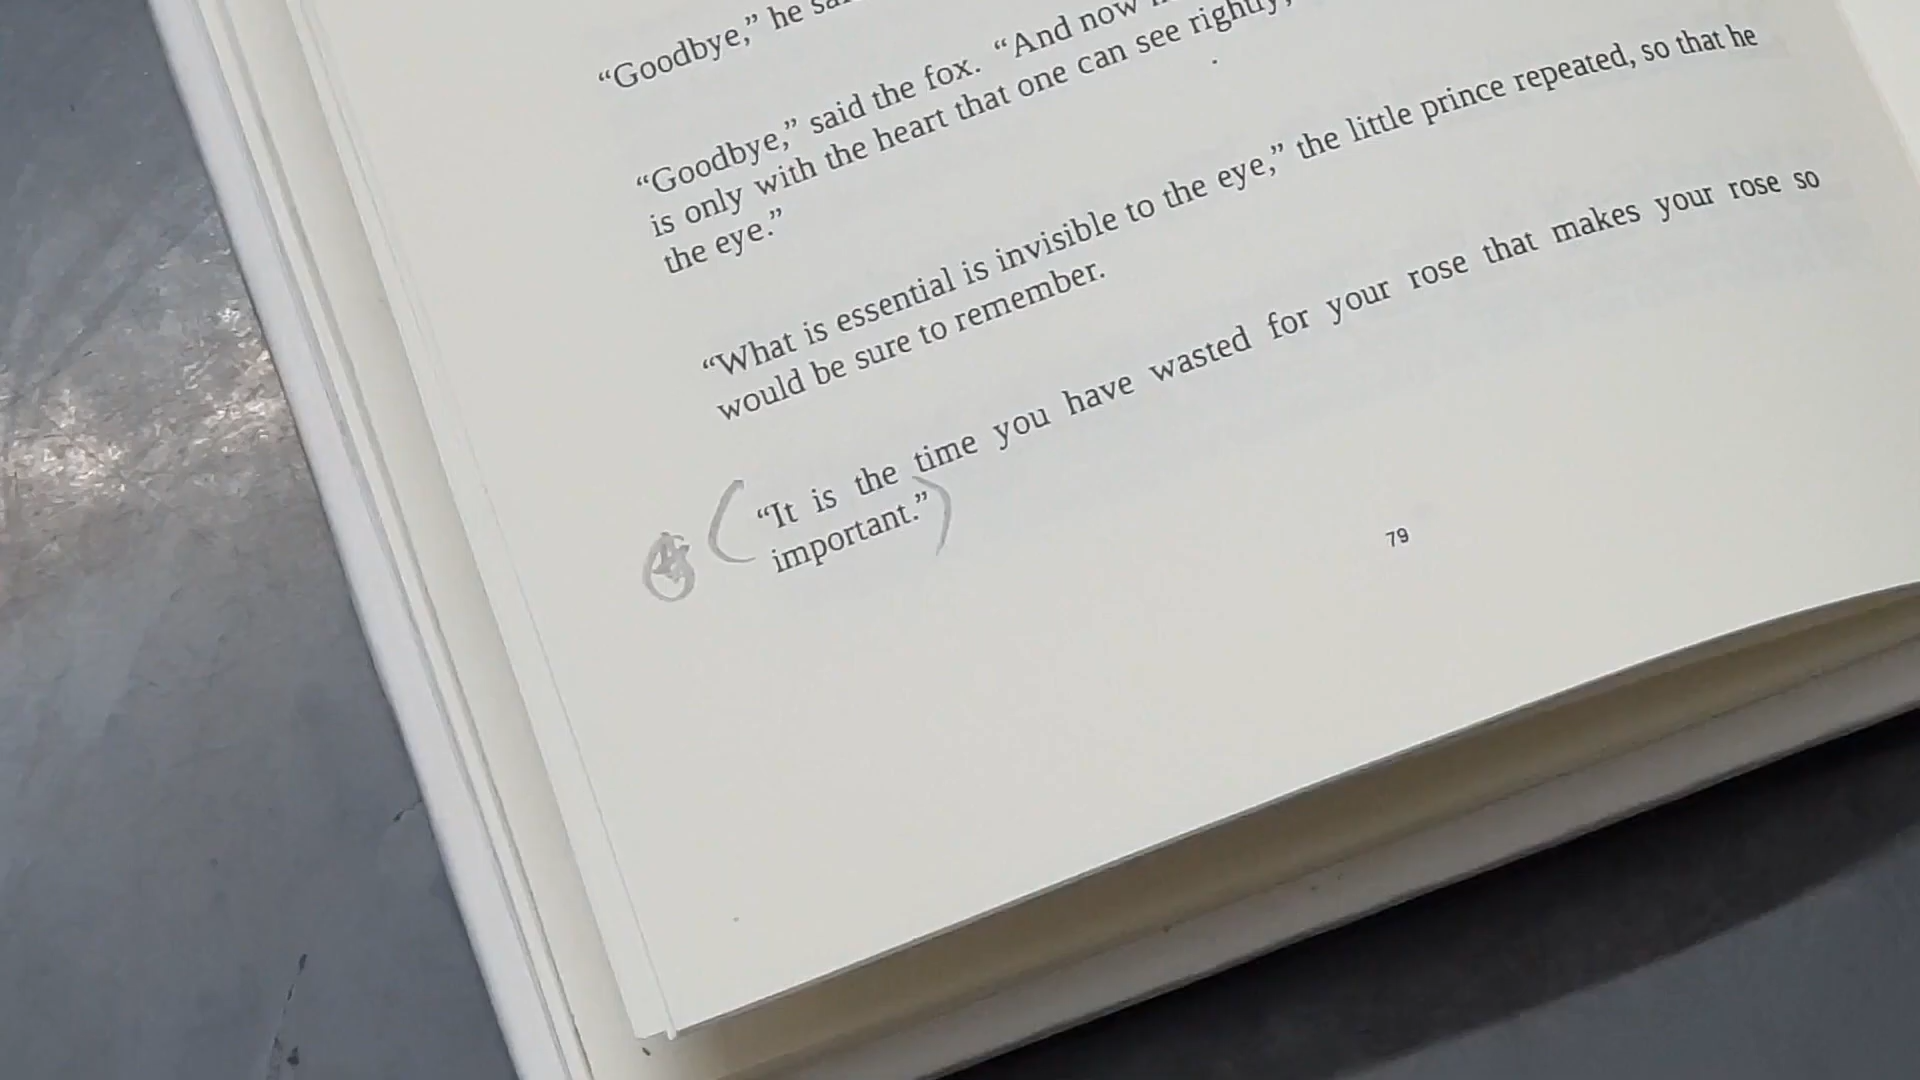 “Goodbye,” he
“Goodbye,” said the fox. “And now
is only with the heart that one can see rightly;
the eye.”
“What is essential is invisible to the eye,” the little prince repeated, so that he
would be sure to remember.
“It is the time you have wasted for your rose that makes your rose so
important.”
79